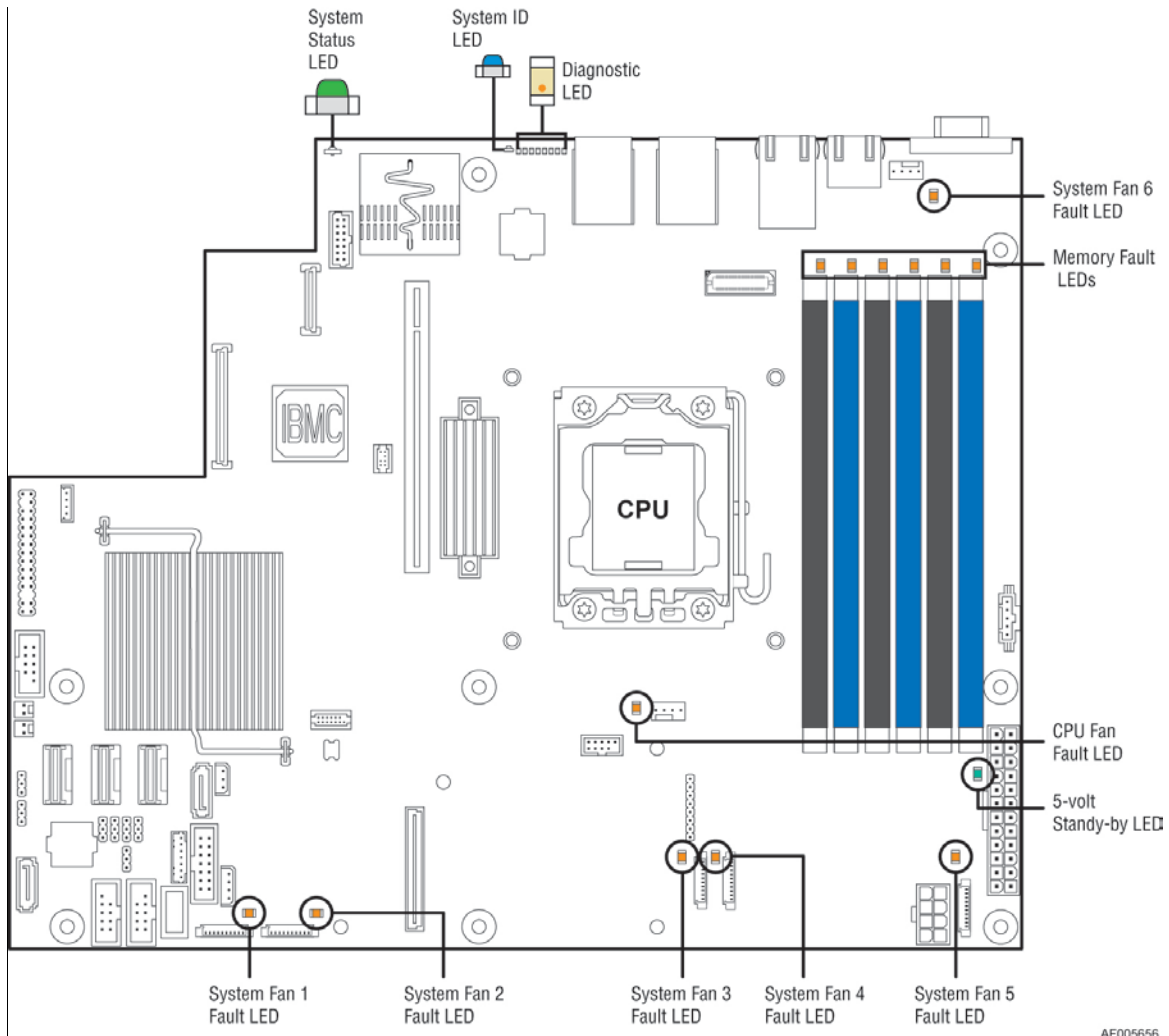 System
Status
LED
System ID
LED
Diagnostic
LED
System Fan 6
Fault LED
Memory Fault
LEDs
IBMC
CPU
CPU Fan
Fault LED
5-volt
Standy-by LED
System Fan 1
Fault LED
System Fan 2
Fault LED
System Fan 3
Fault LED
System Fan 4
Fault LED
System Fan 5
Fault LED
AF005656